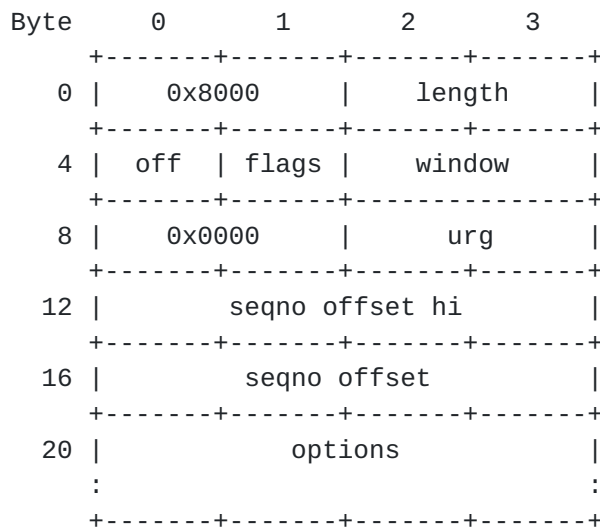 Byte    0       1       2       3
     +-------+-------+-------+-------+
   0 |    0x8000     |    length     |
     +-------+-------+-------+-------+
   4 |  off  | flags |    window     |
     +-------+-------+---------------+
   8 |    0x0000     |      urg      |
     +-------+-------+-------+-------+
  12 |        seqno offset hi        |
     +-------+-------+-------+-------+
  16 |         seqno offset          |
     +-------+-------+-------+-------+
  20 |            options            |
     :                               :
     +-------+-------+-------+-------+